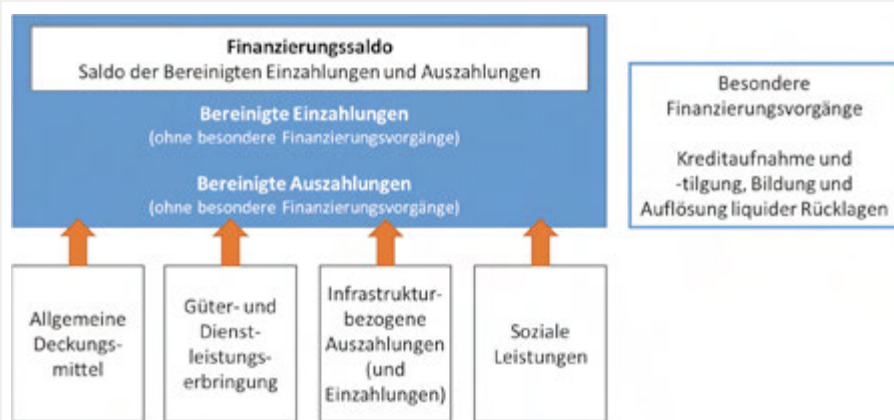 Finanzierungssaldo
Saldo der Bereinigten Einzahlungen und Auszahlungen
Bereinigte Einzahlungen
(ohne besondere Finanzierungsvorgänge)
Bereinigte Auszahlungen
(ohne besondere Finanzierungsvorgänge)
Besondere
Finanzierungsvorgänge
Kreditaufnahme und
-tilgung, Bildung und
Auflösung liquider Rücklagen
Allgemeine
Deckungs-
mittel
Güter- und
Dienst-
leistungs-
erbringung
Infrastruktur-
bezogene
Auszahlungen
(und
Einzahlungen)
Soziale
Leistungen